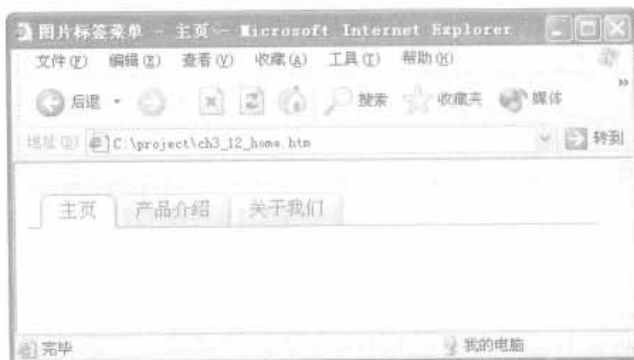 图片标签菜单 - 主页 - Microsoft Internet Explorer
文件(F) 编辑(E) 查看(V) 收藏(A) 工具(T) 帮助(H)
后退 搜索 收藏夹 媒体 »
地址(D) C:\project\ch3_12_home.htm 转到
主页 产品介绍 关于我们
完毕 我的电脑